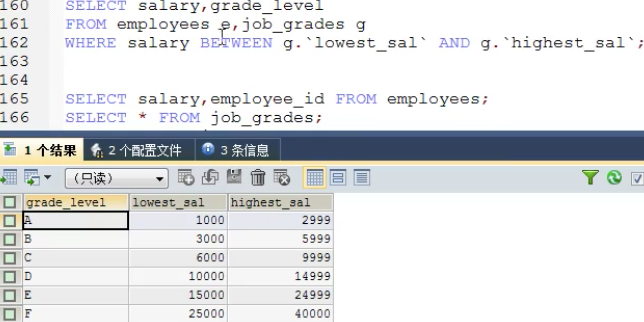 160 SELECT salary,grade_level
161 FROM employees e,job_grades g
162 WHERE salary BETWEEN g.`lowest_sal` AND g.`highest_sal`;
163
164
165 SELECT salary,employee_id FROM employees;
166 SELECT * FROM job_grades;
1 个结果 2 个配置文件 3 条信息
(只读)
grade_level lowest_sal highest_sal
A 1000 2999
B 3000 5999
C 6000 9999
D 10000 14999
E 15000 24999
F 25000 40000